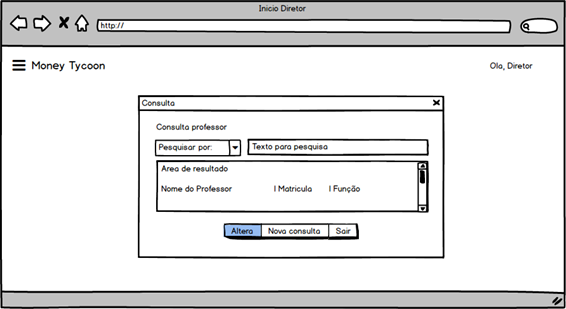 Inicio Diretor
http://
Money Tycoon
Ola, Diretor
Consulta
Consulta professor
Pesquisar por:
Texto para pesquisa
Area de resultado
Nome do Professor | Matricula | Função
Altera Nova consulta Sair